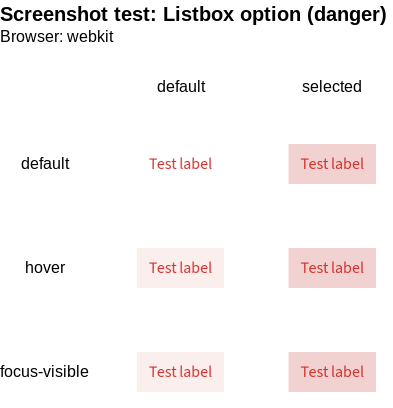 Screenshot test: Listbox option (danger)
Browser: webkit
default selected
default Test label Test label
hover Test label Test label
focus-visible Test label Test label